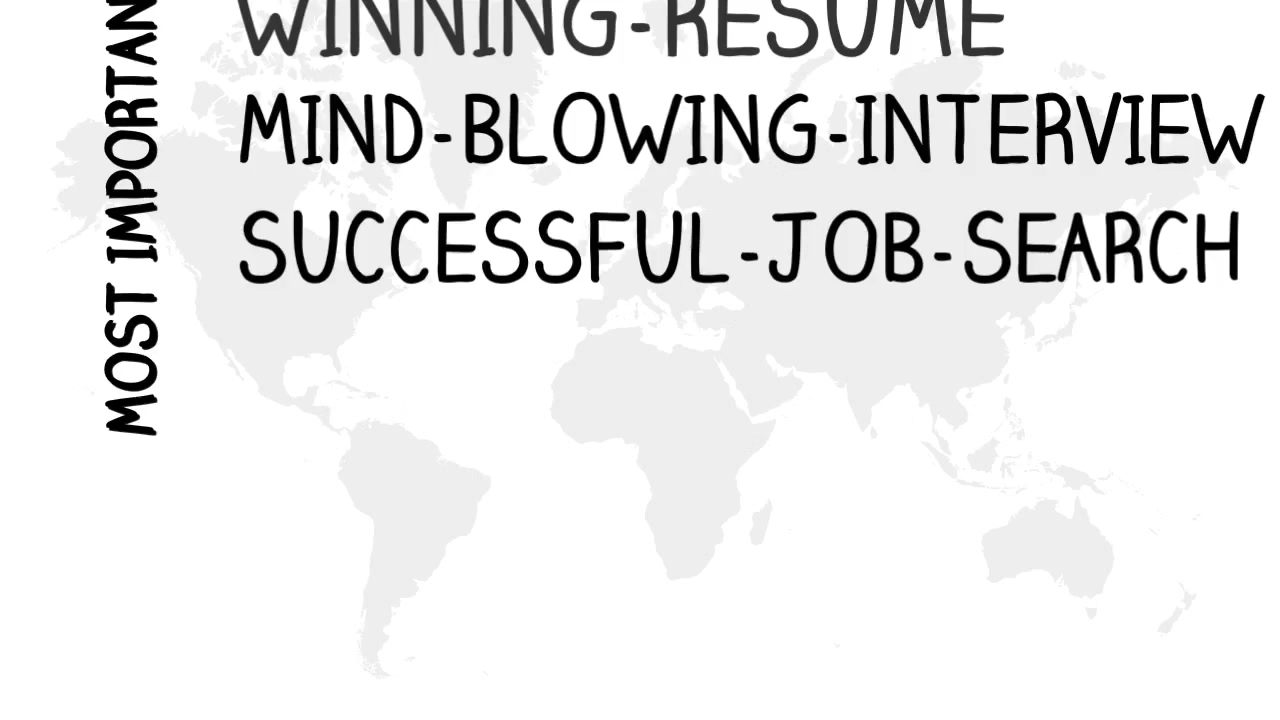 WINNING-RESUME
MIND-BLOWING-INTERVIEW
SUCCESSFUL-JOB-SEARCH
MOST IMPORTAN